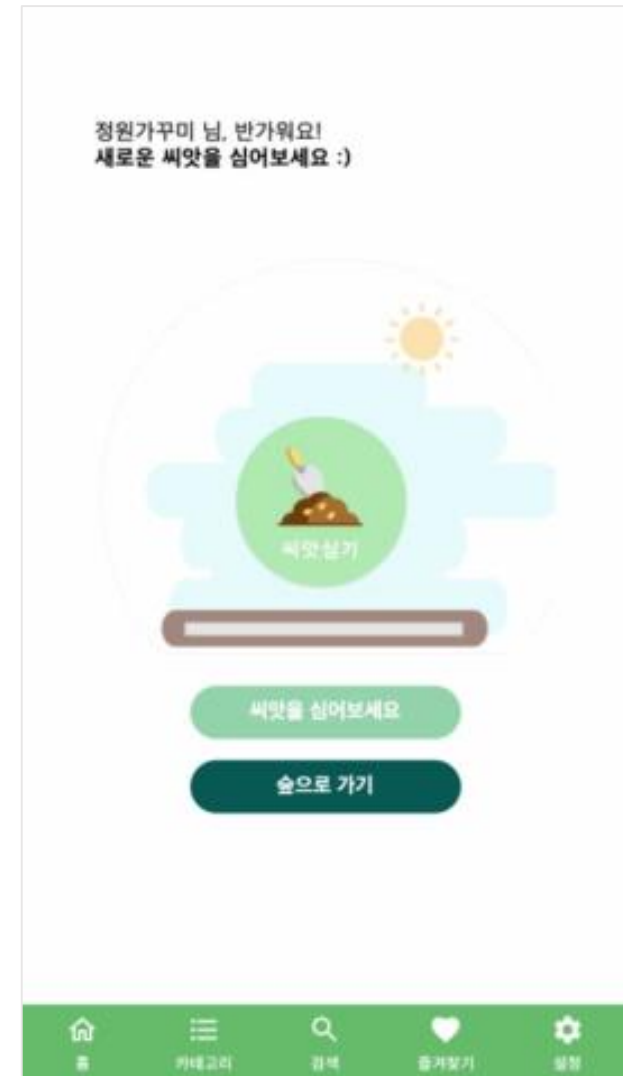 정원가꾸미 님, 반가워요!
새로운 씨앗을 심어보세요 :)
씨앗심기
씨앗을 심어보세요
숲으로 가기
홈
카테고리
검색
즐겨찾기
설정